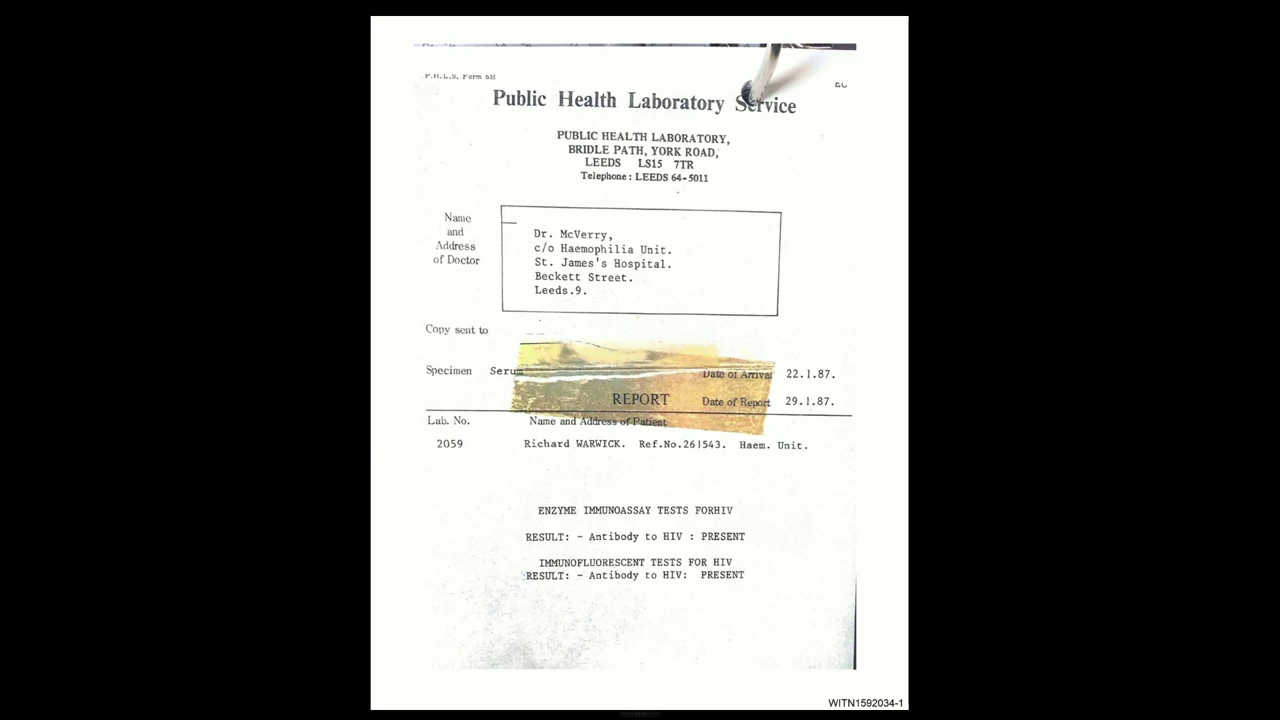 P.H.L.S. Form 6B
Public Health Laboratory Service
PUBLIC HEALTH LABORATORY,
BRIDLE PATH, YORK ROAD,
LEEDS LS15 7TR
Telephone: LEEDS 64-5011
Name
and
Address
of Doctor
Dr. McVerry,
c/o Haemophilia Unit.
St. James's Hospital.
Beckett Street.
Leeds.9.
Copy sent to
Specimen Serum Date of Arrival 22.1.87.
REPORT Date of Report 29.1.87.
Lab. No. Name and Address of Patient
2059 Richard WARWICK. Ref.No.261543. Haem. Unit.
ENZYME IMMUNOASSAY TESTS FORHIV
RESULT: - Antibody to HIV : PRESENT
IMMUNOFLUORESCENT TESTS FOR HIV
RESULT: - Antibody to HIV: PRESENT
WITN1592034-1